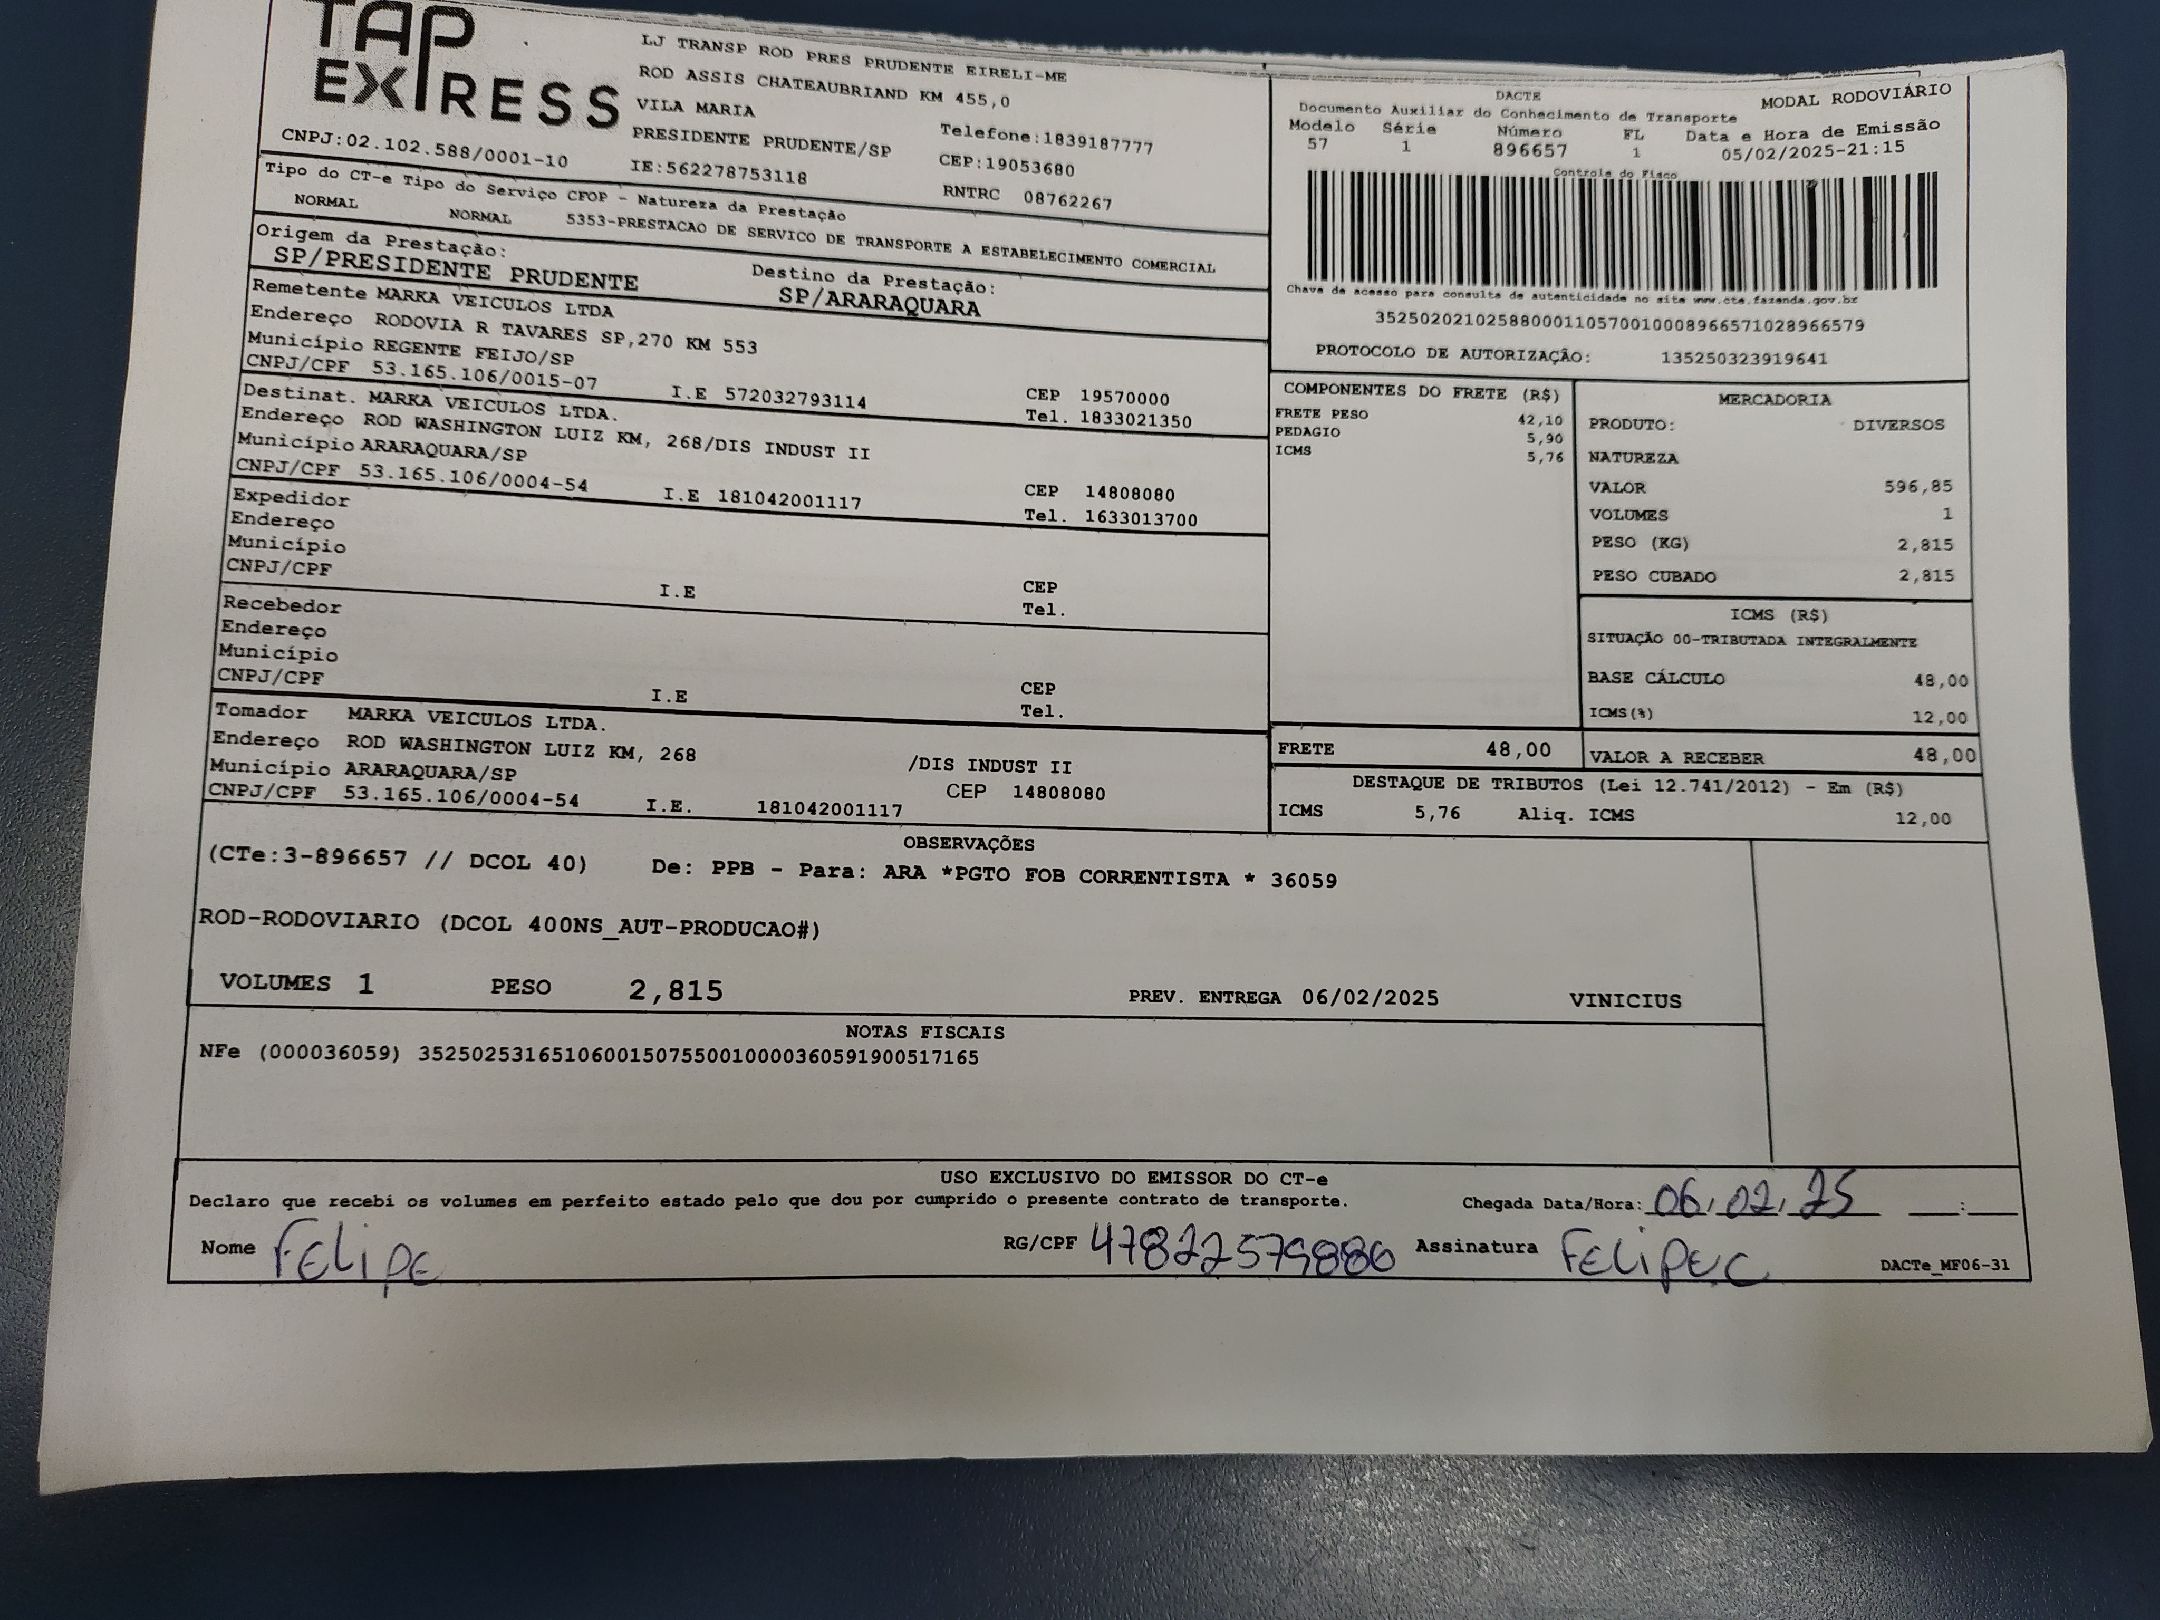 TAP EXPRESS
LJ TRANSP ROD PRES PRUDENTE EIRELI-ME
ROD ASSIS CHATEAUBRIAND KM 455,0
VILA MARIA
PRESIDENTE PRUDENTE/SP Telefone:1839187777
CNPJ:02.102.588/0001-10 IE:562278753118 CEP:19053680
RNTRC 08762267
Tipo do CT-e Tipo do Serviço CFOP - Natureza da Prestação
NORMAL NORMAL 5353-PRESTACAO DE SERVICO DE TRANSPORTE A ESTABELECIMENTO COMERCIAL
Origem da Prestação: Destino da Prestação:
SP/PRESIDENTE PRUDENTE SP/ARARAQUARA
DACTE MODAL RODOVIÁRIO
Documento Auxiliar do Conhecimento de Transporte
Modelo Série Número FL Data e Hora de Emissão
57 1 896657 1 05/02/2025-21:15
Controle do Fisco
Chave de acesso para consulta de autenticidade no site www.cte.fazenda.gov.br
35250202102588000110570010008966571028966579
PROTOCOLO DE AUTORIZAÇÃO: 135250323919641
Remetente MARKA VEICULOS LTDA
Endereço RODOVIA R TAVARES SP,270 KM 553
Município REGENTE FEIJO/SP CEP 19570000
CNPJ/CPF 53.165.106/0015-07 I.E 572032793114 Tel. 1833021350
Destinat. MARKA VEICULOS LTDA.
Endereço ROD WASHINGTON LUIZ KM, 268/DIS INDUST II
Município ARARAQUARA/SP CEP 14808080
CNPJ/CPF 53.165.106/0004-54 I.E 181042001117 Tel. 1633013700
Expedidor
Endereço
Município CEP
CNPJ/CPF I.E Tel.
Recebedor
Endereço
Município CEP
CNPJ/CPF I.E Tel.
Tomador MARKA VEICULOS LTDA.
Endereço ROD WASHINGTON LUIZ KM, 268 /DIS INDUST II
Município ARARAQUARA/SP CEP 14808080
CNPJ/CPF 53.165.106/0004-54 I.E. 181042001117
COMPONENTES DO FRETE (R$)
FRETE PESO 42,10
PEDAGIO 5,90
ICMS 5,76
MERCADORIA
PRODUTO: DIVERSOS
NATUREZA
VALOR 596,85
VOLUMES 1
PESO (KG) 2,815
PESO CUBADO 2,815
ICMS (R$)
SITUAÇÃO 00-TRIBUTADA INTEGRALMENTE
BASE CÁLCULO 48,00
ICMS(%) 12,00
FRETE 48,00 VALOR A RECEBER 48,00
DESTAQUE DE TRIBUTOS (Lei 12.741/2012) - Em (R$)
ICMS 5,76 Aliq. ICMS 12,00
OBSERVAÇÕES
(CTe:3-896657 // DCOL 40) De: PPB - Para: ARA *PGTO FOB CORRENTISTA * 36059
ROD-RODOVIARIO (DCOL 400NS_AUT-PRODUCAO#)
VOLUMES 1 PESO 2,815 PREV. ENTREGA 06/02/2025 VINICIUS
NOTAS FISCAIS
NFe (000036059) 35250253165106001507550010000360591900517165
USO EXCLUSIVO DO EMISSOR DO CT-e
Declaro que recebi os volumes em perfeito estado pelo que dou por cumprido o presente contrato de transporte. Chegada Data/Hora: 06/02/25 __:__
Nome FELIPE RG/CPF 47822579886 Assinatura FELIPE C
DACTe_MF06-31